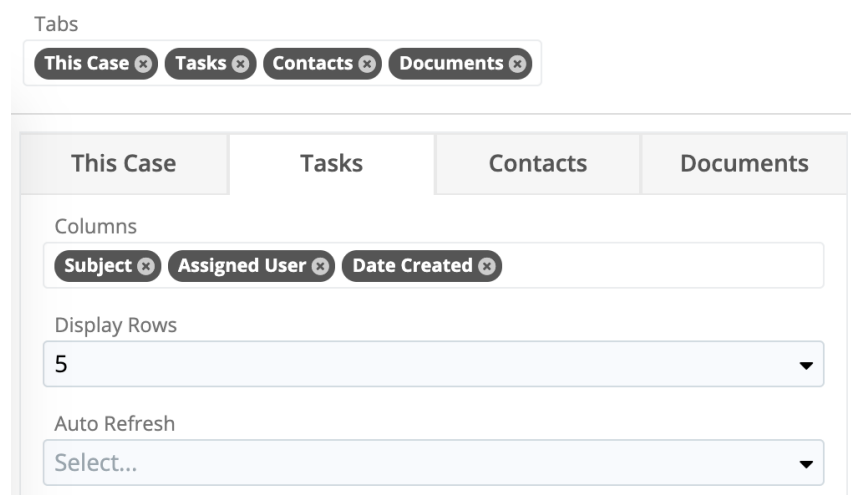 Tabs
This Case Tasks Contacts Documents
This Case Tasks Contacts Documents
Columns
Subject Assigned User Date Created
Display Rows
5
Auto Refresh
Select...